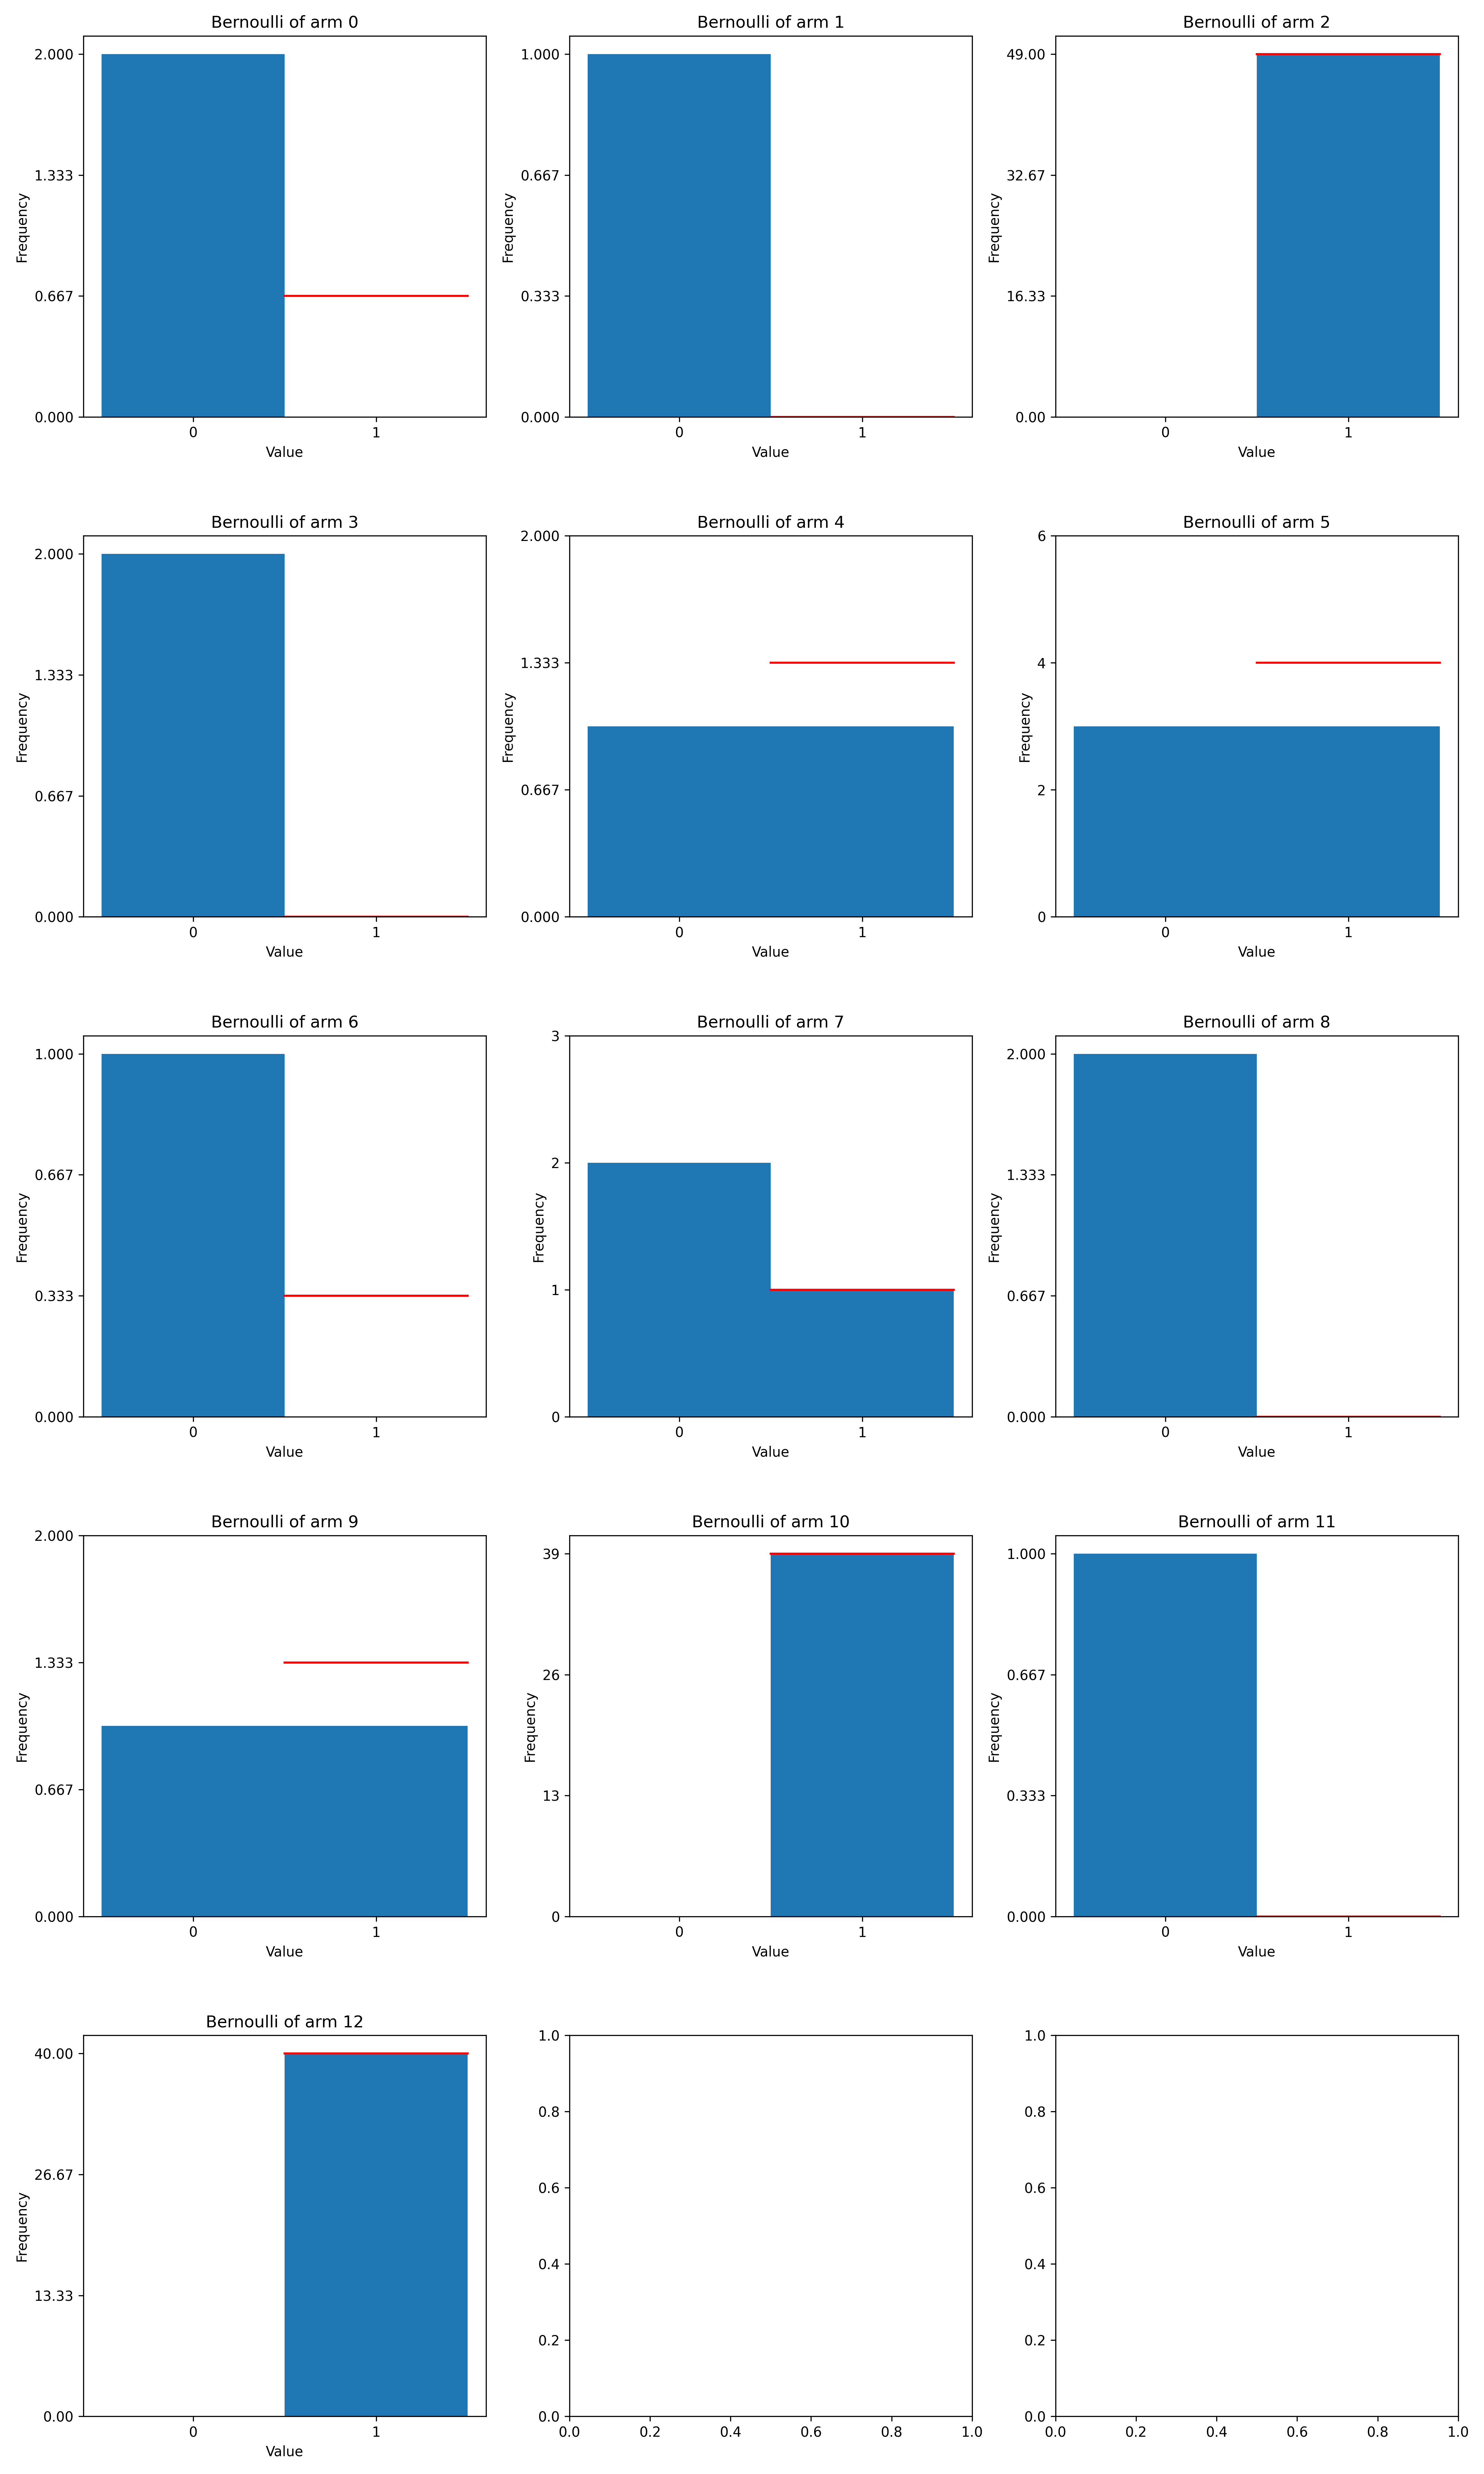 Bernoulli of arm 0
2.000
1.333
0.667
0.000
Frequency
0 1
Value
Bernoulli of arm 1
1.000
0.667
0.333
0.000
Frequency
0 1
Value
Bernoulli of arm 2
49.00
32.67
16.33
0.00
Frequency
0 1
Value
Bernoulli of arm 3
2.000
1.333
0.667
0.000
Frequency
0 1
Value
Bernoulli of arm 4
2.000
1.333
0.667
0.000
Frequency
0 1
Value
Bernoulli of arm 5
6
4
2
0
Frequency
0 1
Value
Bernoulli of arm 6
1.000
0.667
0.333
0.000
Frequency
0 1
Value
Bernoulli of arm 7
3
2
1
0
Frequency
0 1
Value
Bernoulli of arm 8
2.000
1.333
0.667
0.000
Frequency
0 1
Value
Bernoulli of arm 9
2.000
1.333
0.667
0.000
Frequency
0 1
Value
Bernoulli of arm 10
39
26
13
0
Frequency
0 1
Value
Bernoulli of arm 11
1.000
0.667
0.333
0.000
Frequency
0 1
Value
Bernoulli of arm 12
40.00
26.67
13.33
0.00
Frequency
0 1
Value
1.0
0.8
0.6
0.4
0.2
0.0
0.0 0.2 0.4 0.6 0.8 1.0
1.0
0.8
0.6
0.4
0.2
0.0
0.0 0.2 0.4 0.6 0.8 1.0